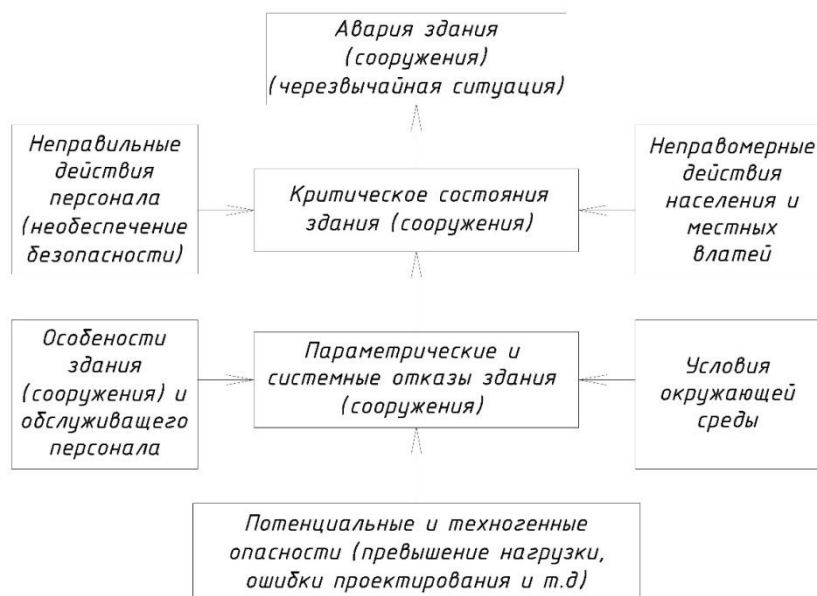 Авария здания
(сооружения)
(черезвычайная ситуация)
Неправильные
действия
персонала
(необеспечение
безопасности)
Критическое состояния
здания (сооружения)
Неправомерные
действия
населения и
местных
влатей
Особености
здания
(сооружения) и
обслуживащего
персонала
Параметрические и
системные отказы здания
(сооружения)
Условия
окружающей
среды
Потенциальные и техногенные
опасности (превышение нагрузки,
ошибки проектирования и т.д)